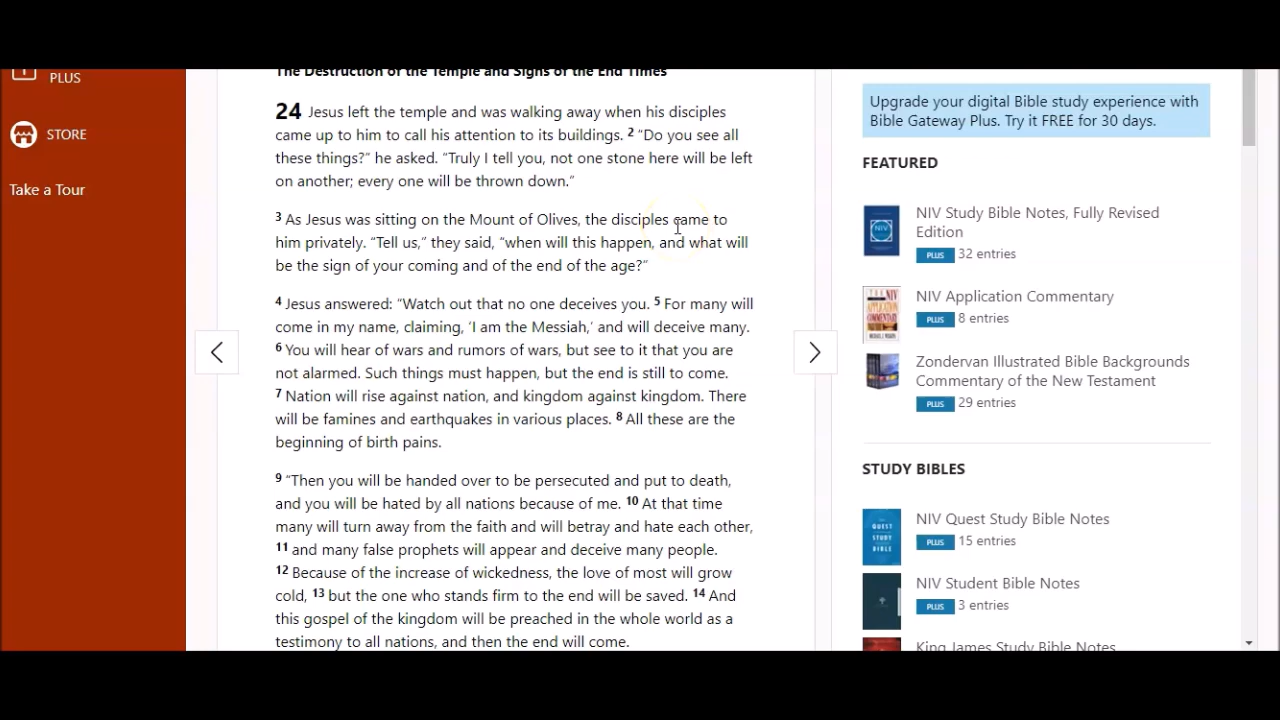 PLUS
STORE
Take a Tour
The Destruction of the Temple and Signs of the End Times
24 Jesus left the temple and was walking away when his disciples
came up to him to call his attention to its buildings. 2 “Do you see all
these things?” he asked. “Truly I tell you, not one stone here will be left
on another; every one will be thrown down.”
3 As Jesus was sitting on the Mount of Olives, the disciples came to
him privately. “Tell us,” they said, “when will this happen, and what will
be the sign of your coming and of the end of the age?”
4 Jesus answered: “Watch out that no one deceives you. 5 For many will
come in my name, claiming, ‘I am the Messiah,’ and will deceive many.
6 You will hear of wars and rumors of wars, but see to it that you are
not alarmed. Such things must happen, but the end is still to come.
7 Nation will rise against nation, and kingdom against kingdom. There
will be famines and earthquakes in various places. 8 All these are the
beginning of birth pains.
9 “Then you will be handed over to be persecuted and put to death,
and you will be hated by all nations because of me. 10 At that time
many will turn away from the faith and will betray and hate each other,
11 and many false prophets will appear and deceive many people.
12 Because of the increase of wickedness, the love of most will grow
cold, 13 but the one who stands firm to the end will be saved. 14 And
this gospel of the kingdom will be preached in the whole world as a
testimony to all nations, and then the end will come.
Upgrade your digital Bible study experience with
Bible Gateway Plus. Try it FREE for 30 days.
FEATURED
NIV Study Bible Notes, Fully Revised
Edition
PLUS 32 entries
NIV Application Commentary
PLUS 8 entries
Zondervan Illustrated Bible Backgrounds
Commentary of the New Testament
PLUS 29 entries
STUDY BIBLES
NIV Quest Study Bible Notes
PLUS 15 entries
NIV Student Bible Notes
PLUS 3 entries
King James Study Bible Notes